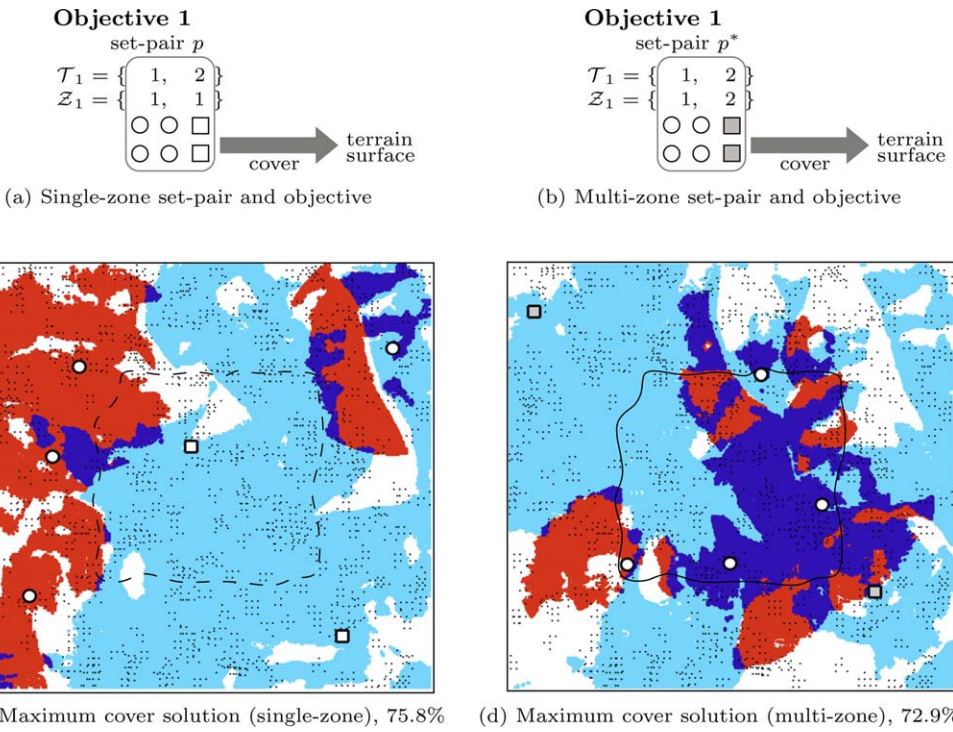 Objective 1
set-pair p
𝒯₁ = { 1, 2 }
𝒵₁ = { 1, 1 }
cover
terrain
surface
(a) Single-zone set-pair and objective
Objective 1
set-pair p*
𝒯₁ = { 1, 2 }
𝒵₁ = { 1, 2 }
cover
terrain
surface
(b) Multi-zone set-pair and objective
Maximum cover solution (single-zone), 75.8%
(d) Maximum cover solution (multi-zone), 72.9%